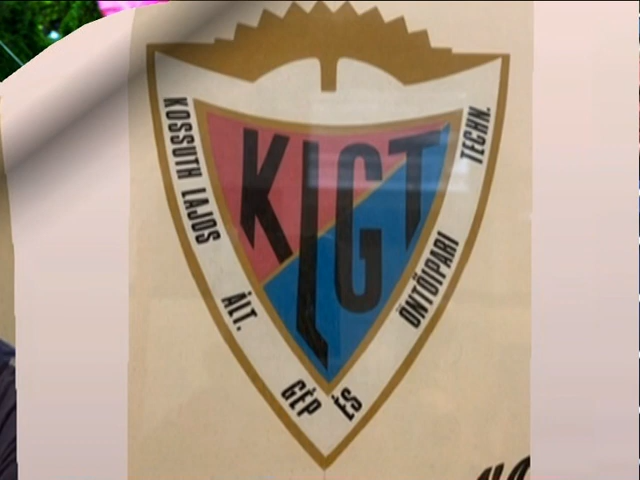 KLGT
KOSSUTH LAJOS
ÁLT.
GÉP
ÉS
ÖNTŐIPARI
TECHN.